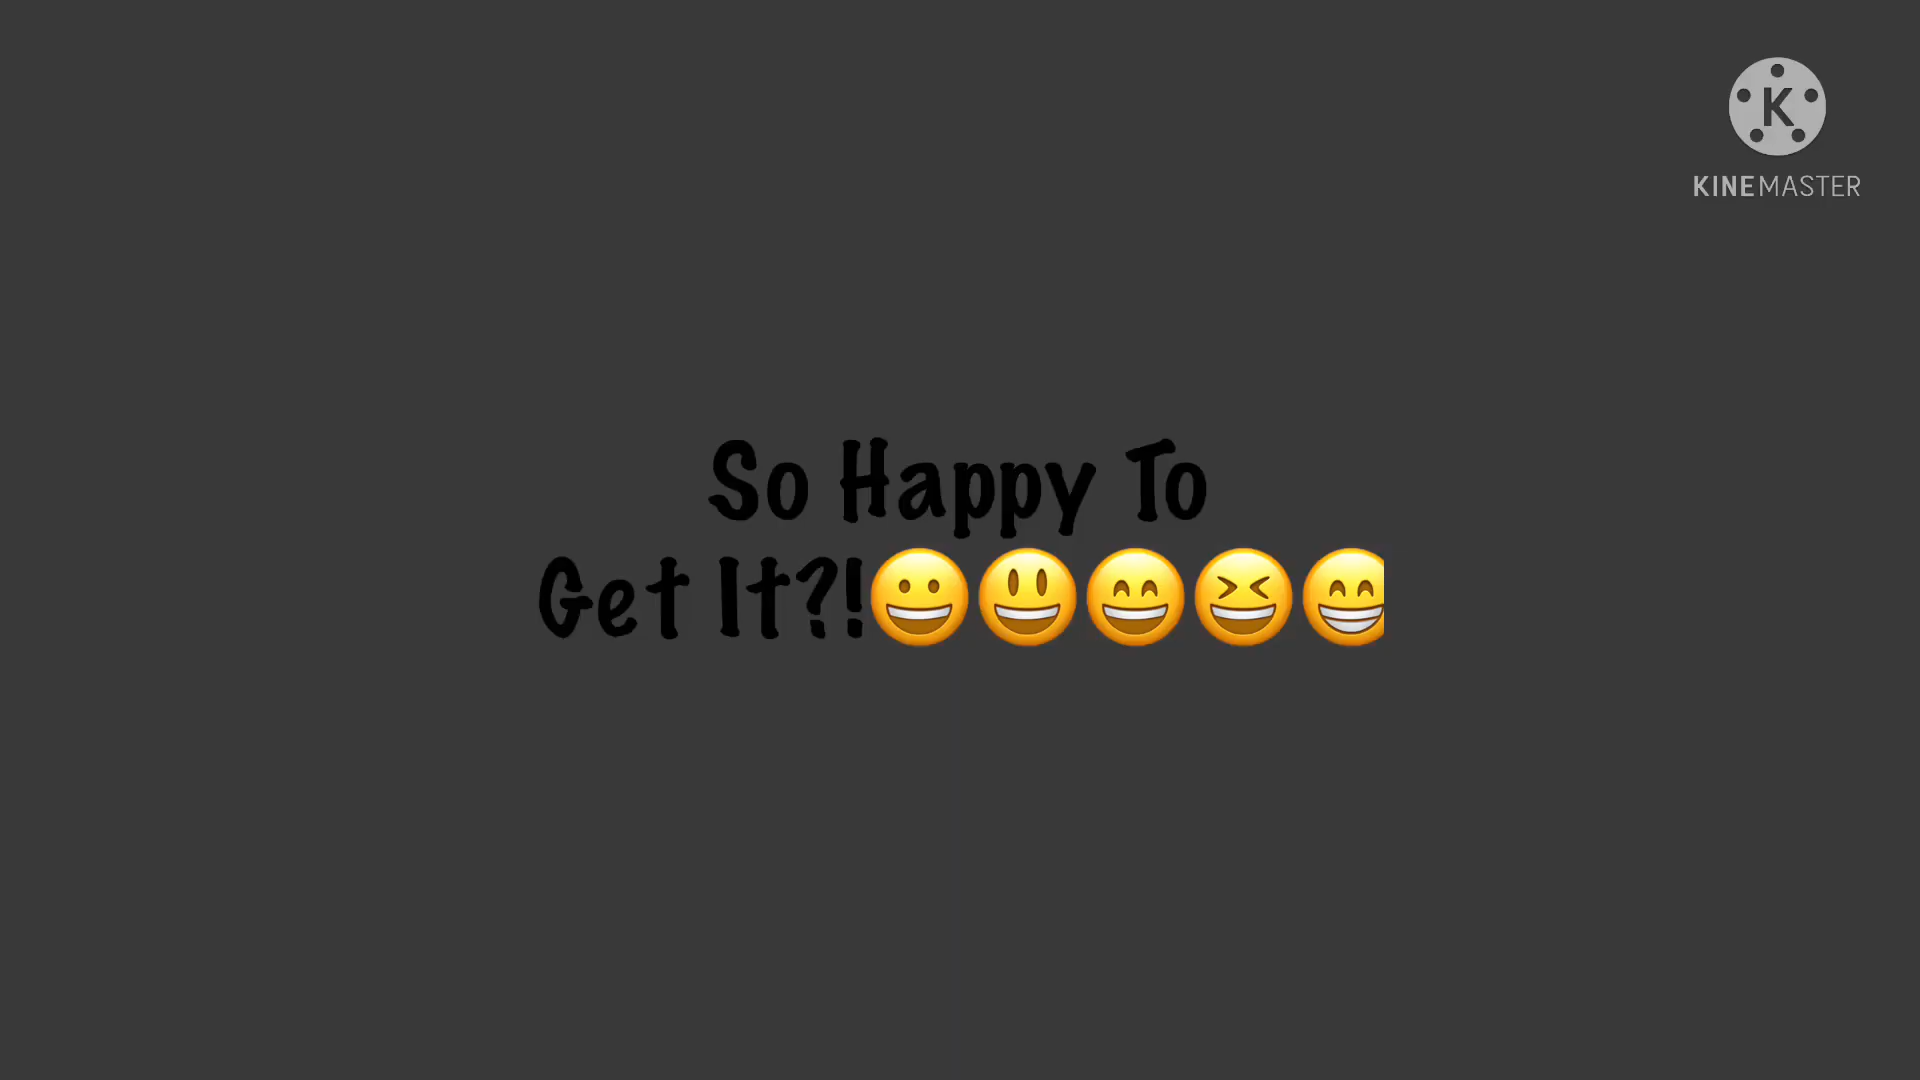 K
KINEMASTER
So Happy To
Get It?!😀😃😄😆😁